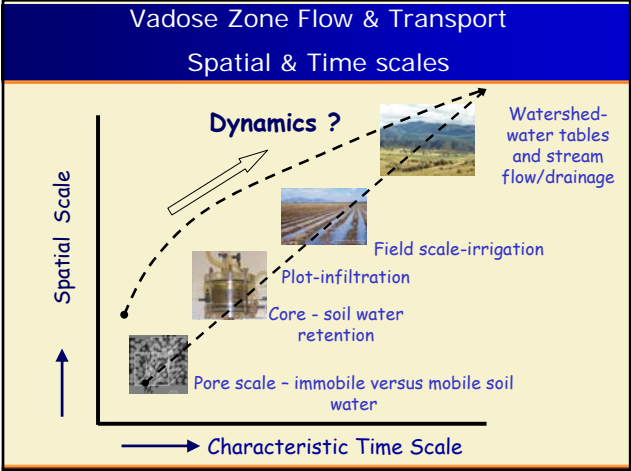 Vadose Zone Flow & Transport
Spatial & Time scales
Dynamics ?
Watershed-
water tables
and stream
flow/drainage
Spatial Scale
Field scale-irrigation
Plot-infiltration
Core - soil water
retention
Pore scale – immobile versus mobile soil
water
Characteristic Time Scale